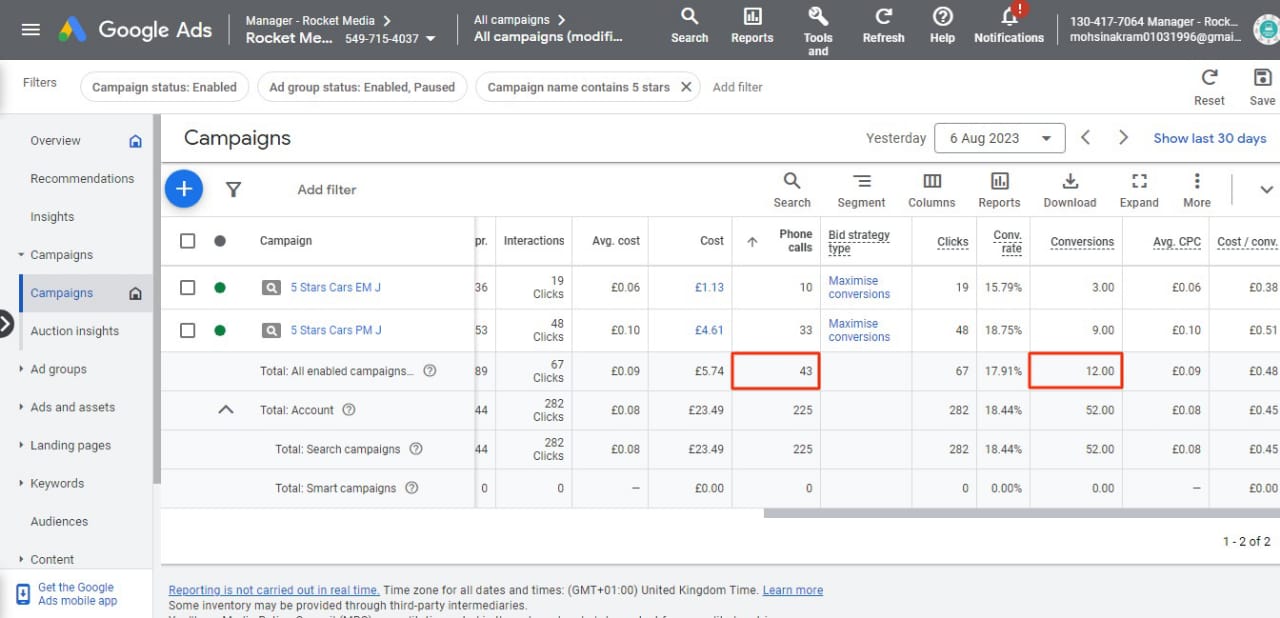 Google Ads
Manager - Rocket Media
Rocket Me... 549-715-4037
All campaigns
All campaigns (modifi...
Search
Reports
Tools and
Refresh
Help
!
Notifications
130-417-7064 Manager - Rock...
mohsinakram01031996@gmai...
Filters
Campaign status: Enabled
Ad group status: Enabled, Paused
Campaign name contains 5 stars
Add filter
Reset
Save
Overview
Recommendations
Insights
Campaigns
Campaigns
Auction insights
Ad groups
Ads and assets
Landing pages
Keywords
Audiences
Content
Get the Google
Ads mobile app
Campaigns
Yesterday 6 Aug 2023 Show last 30 days
Add filter
Search
Segment
Columns
Reports
Download
Expand
More
Campaign pr. Interactions Avg. cost Cost Phone calls Bid strategy type Clicks Conv. rate Conversions Avg. CPC Cost / conv.
5 Stars Cars EM J 36 19 Clicks £0.06 £1.13 10 Maximise conversions 19 15.79% 3.00 £0.06 £0.38
5 Stars Cars PM J 53 48 Clicks £0.10 £4.61 33 Maximise conversions 48 18.75% 9.00 £0.10 £0.51
Total: All enabled campaigns... 89 67 Clicks £0.09 £5.74 43 67 17.91% 12.00 £0.09 £0.48
Total: Account 44 282 Clicks £0.08 £23.49 225 282 18.44% 52.00 £0.08 £0.45
Total: Search campaigns 44 282 Clicks £0.08 £23.49 225 282 18.44% 52.00 £0.08 £0.45
Total: Smart campaigns 0 0 – £0.00 0 0 0.00% 0.00 – £0.00
1 - 2 of 2
Reporting is not carried out in real time. Time zone for all dates and times: (GMT+01:00) United Kingdom Time. Learn more
Some inventory may be provided through third-party intermediaries.